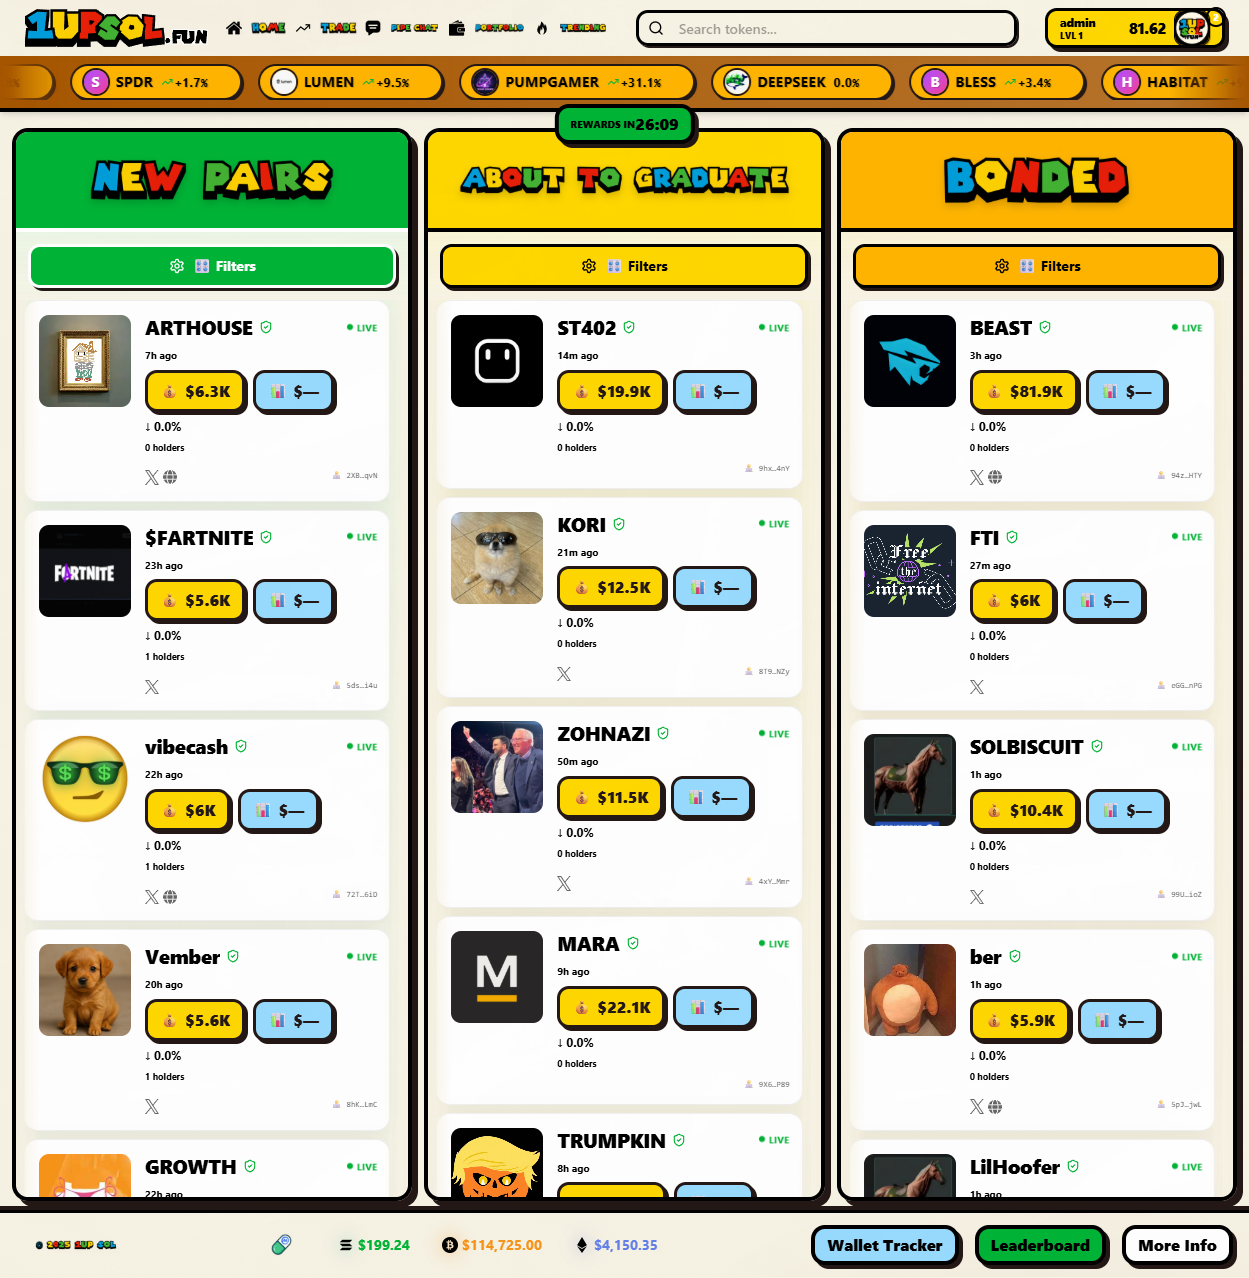 1UPSOL.FUN
HOME
TRADE
PIPE CHAT
PORTFOLIO
TRENDING
Search tokens...
admin
LVL 1
81.62
S SPDR +1.7%
LUMEN +9.5%
PUMPGAMER +31.1%
DEEPSEEK 0.0%
B BLESS +3.4%
H HABITAT
REWARDS IN 26:09
NEW PAIRS
Filters
ARTHOUSE
LIVE
7h ago
$6.3K
$—
↓ 0.0%
0 holders
2XB…qvN
$FARTNITE
LIVE
23h ago
$5.6K
$—
↓ 0.0%
1 holders
5ds…i4u
FARTNITE
vibecash
LIVE
22h ago
$6K
$—
↓ 0.0%
1 holders
72T…6iD
Vember
LIVE
20h ago
$5.6K
$—
↓ 0.0%
1 holders
8hK…LmC
GROWTH
LIVE
22h ago
ABOUT TO GRADUATE
Filters
ST402
LIVE
14m ago
$19.9K
$—
↓ 0.0%
0 holders
9hx…4nY
KORI
LIVE
21m ago
$12.5K
$—
↓ 0.0%
0 holders
8T9…NZy
ZOHNAZI
LIVE
50m ago
$11.5K
$—
↓ 0.0%
0 holders
4xY…Mmr
M
MARA
LIVE
9h ago
$22.1K
$—
↓ 0.0%
0 holders
9X6…P89
TRUMPKIN
LIVE
8h ago
BONDED
Filters
BEAST
LIVE
3h ago
$81.9K
$—
↓ 0.0%
0 holders
94z…HTY
Free
the
internet
FTI
LIVE
27m ago
$6K
$—
↓ 0.0%
0 holders
eGG…nPG
SOLBISCUIT
LIVE
1h ago
$10.4K
$—
↓ 0.0%
0 holders
99U…ioZ
ber
LIVE
1h ago
$5.9K
$—
↓ 0.0%
0 holders
5pJ…jwL
LilHoofer
LIVE
1h ago
© 2025 1UP SOL
$199.24
$114,725.00
$4,150.35
Wallet Tracker
Leaderboard
More Info